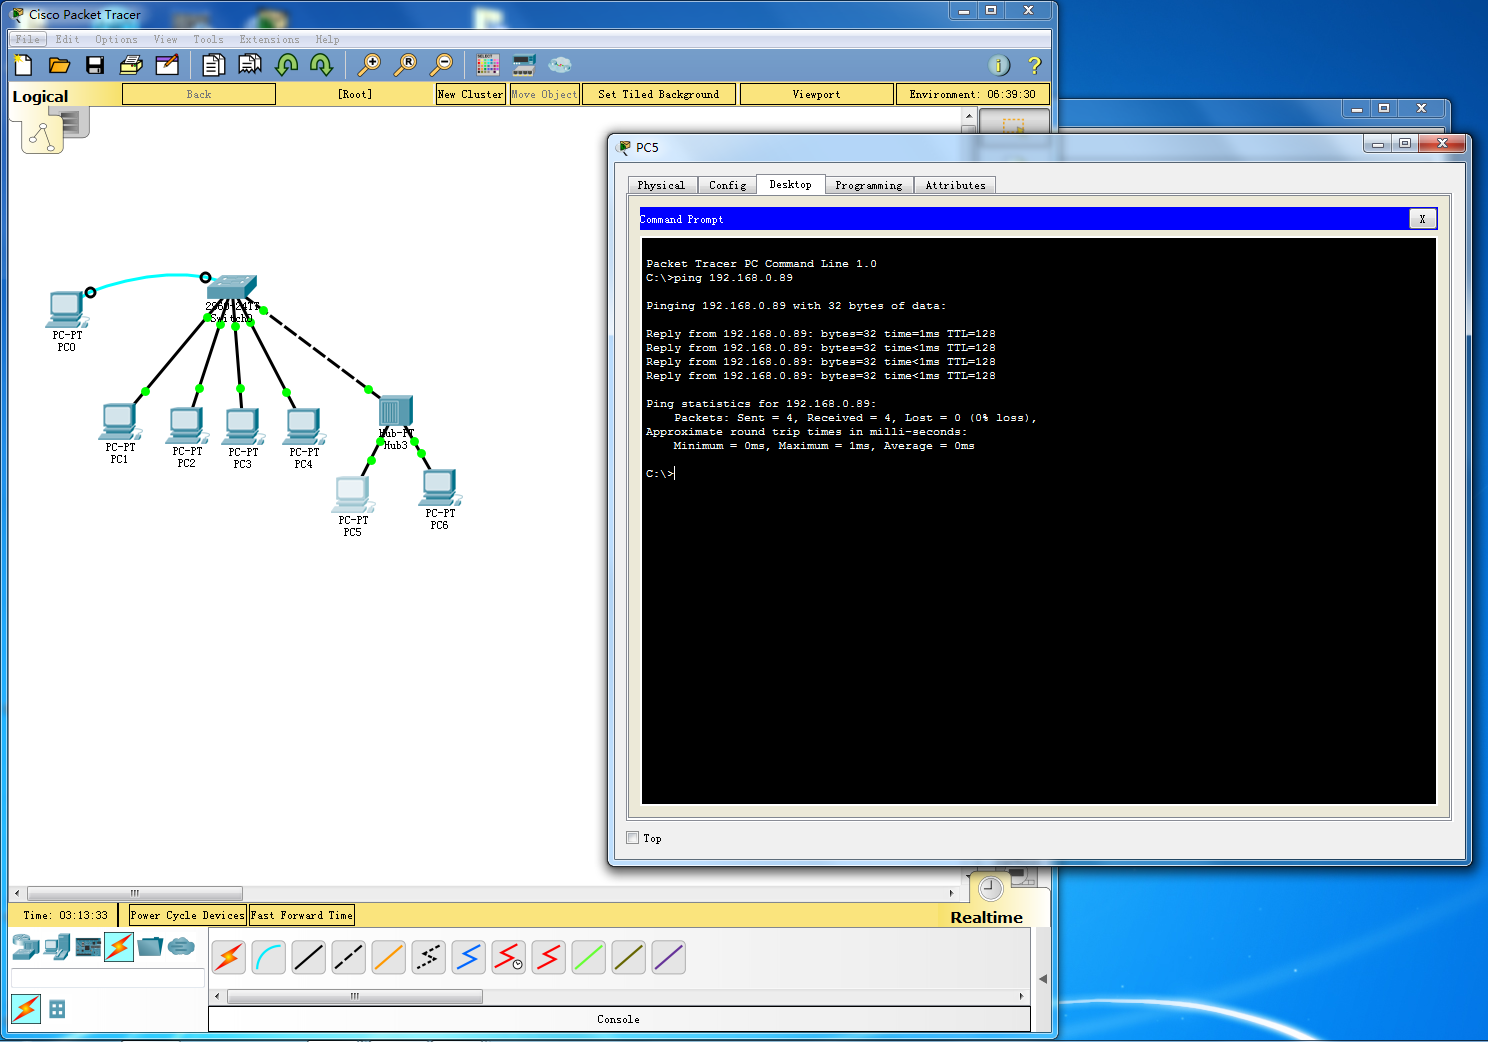 Cisco Packet Tracer
File Edit Options View Tools Extensions Help
Logical
Back
[Root]
New Cluster
Move Object
Set Tiled Background
Viewport
Environment: 06:39:30
PC5
Physical Config Desktop Programming Attributes
Command Prompt
X
Packet Tracer PC Command Line 1.0
C:\>ping 192.168.0.89
Pinging 192.168.0.89 with 32 bytes of data:
Reply from 192.168.0.89: bytes=32 time=1ms TTL=128
Reply from 192.168.0.89: bytes=32 time<1ms TTL=128
Reply from 192.168.0.89: bytes=32 time<1ms TTL=128
Reply from 192.168.0.89: bytes=32 time<1ms TTL=128
Ping statistics for 192.168.0.89:
Packets: Sent = 4, Received = 4, Lost = 0 (0% loss),
Approximate round trip times in milli-seconds:
Minimum = 0ms, Maximum = 1ms, Average = 0ms
C:\>
Top
2960-24TT
Switch0
PC-PT
PC0
PC-PT
PC1
PC-PT
PC2
PC-PT
PC3
PC-PT
PC4
Hub-PT
Hub3
PC-PT
PC5
PC-PT
PC6
Time: 03:13:33
Power Cycle Devices
Fast Forward Time
Realtime
Console